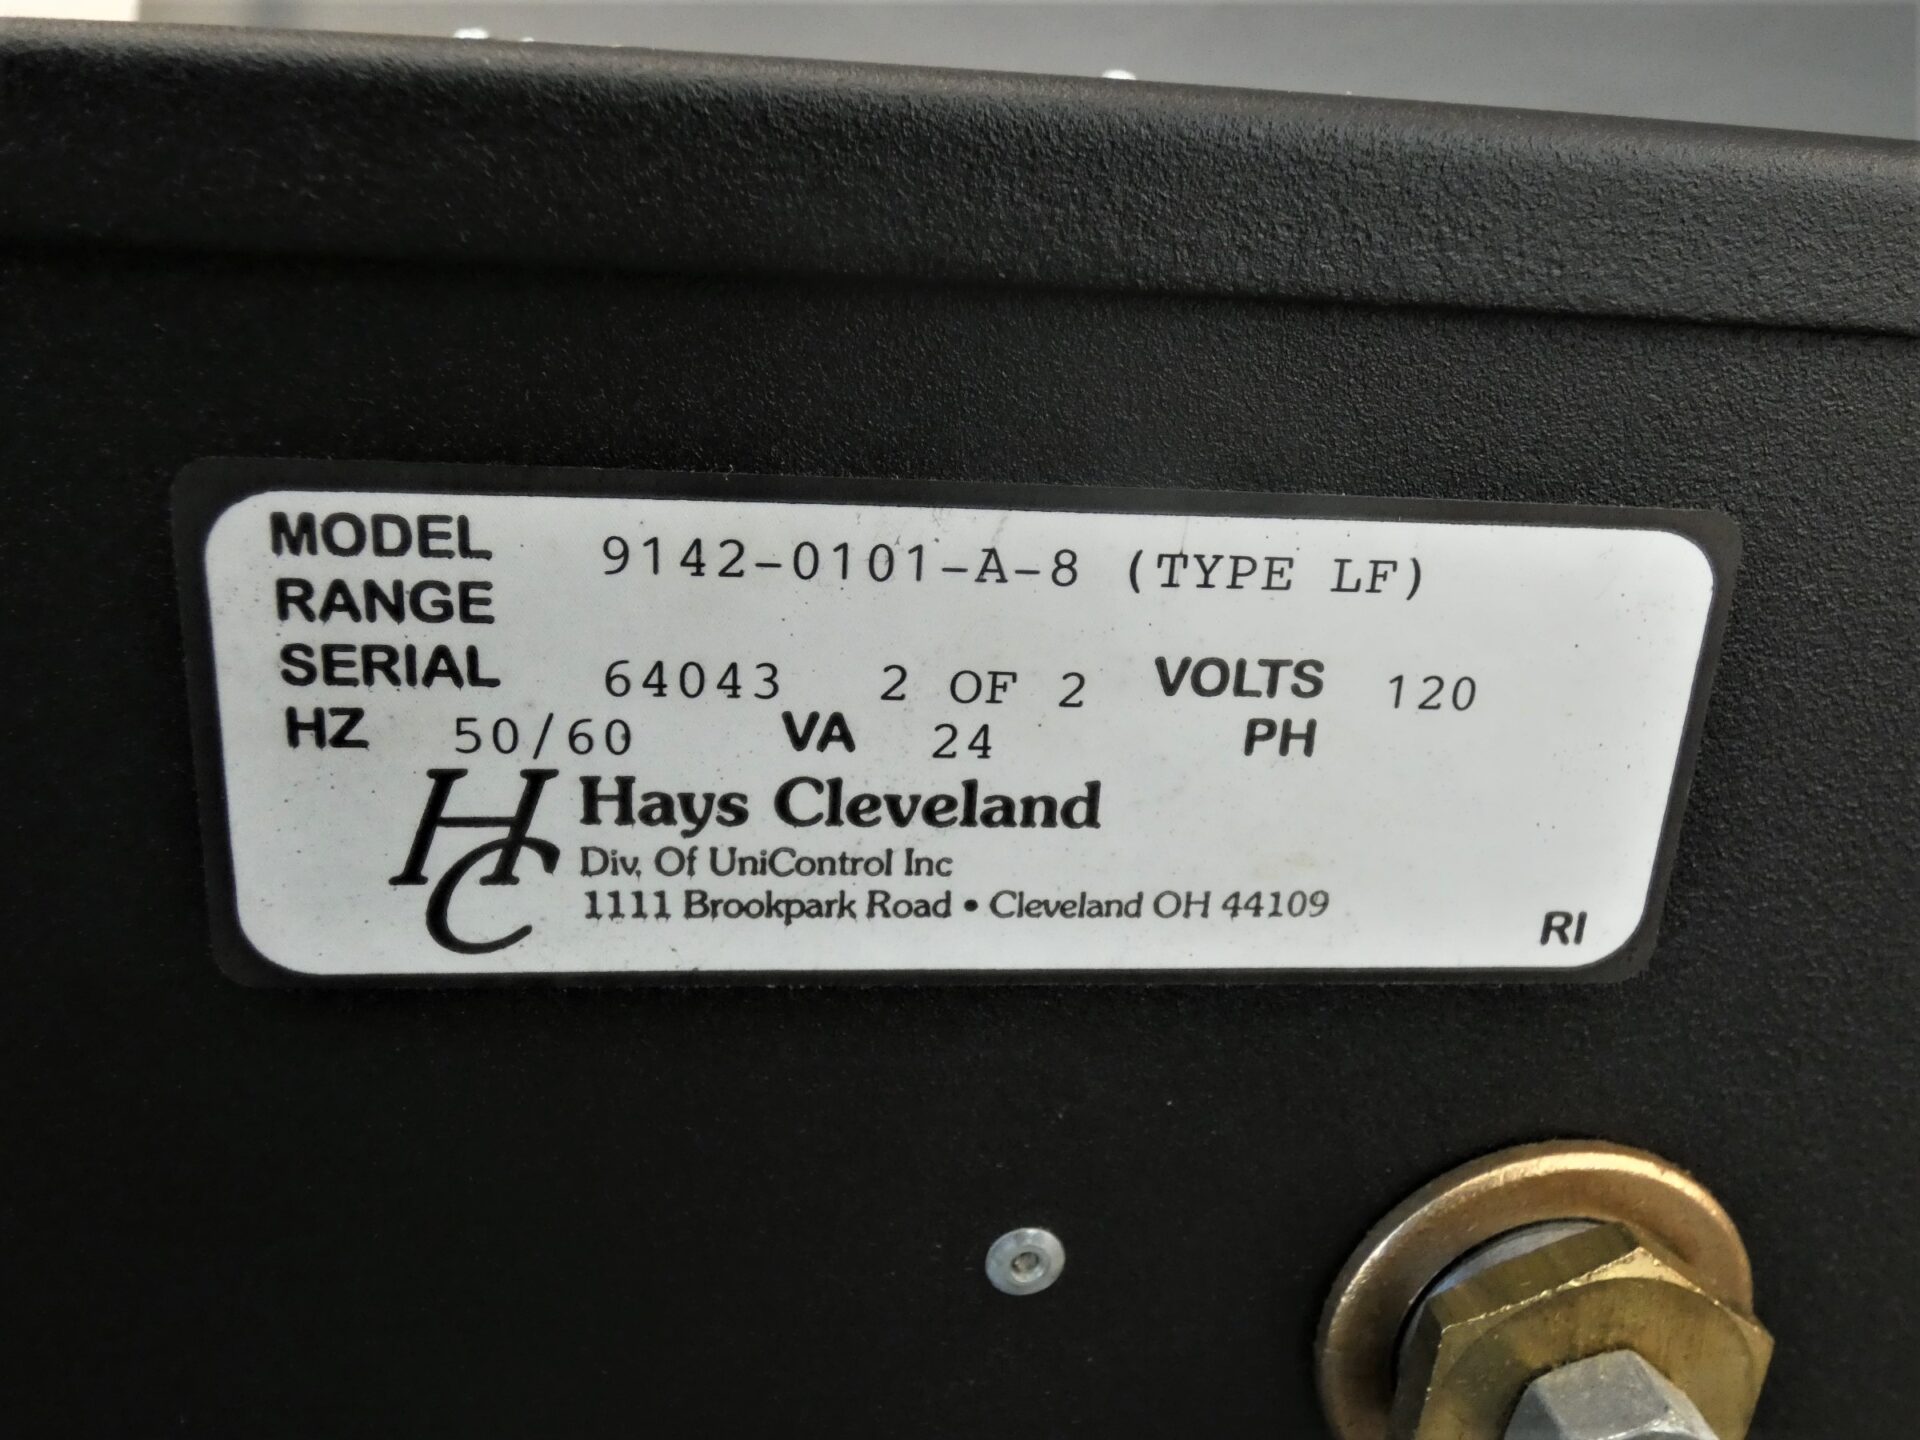 MODEL 9142-0101-A-8 (TYPE LF)
RANGE
SERIAL 64043 2 OF 2 VOLTS 120
HZ 50/60 VA 24 PH
HC Hays Cleveland
Div. Of UniControl Inc
1111 Brookpark Road • Cleveland OH 44109
RI